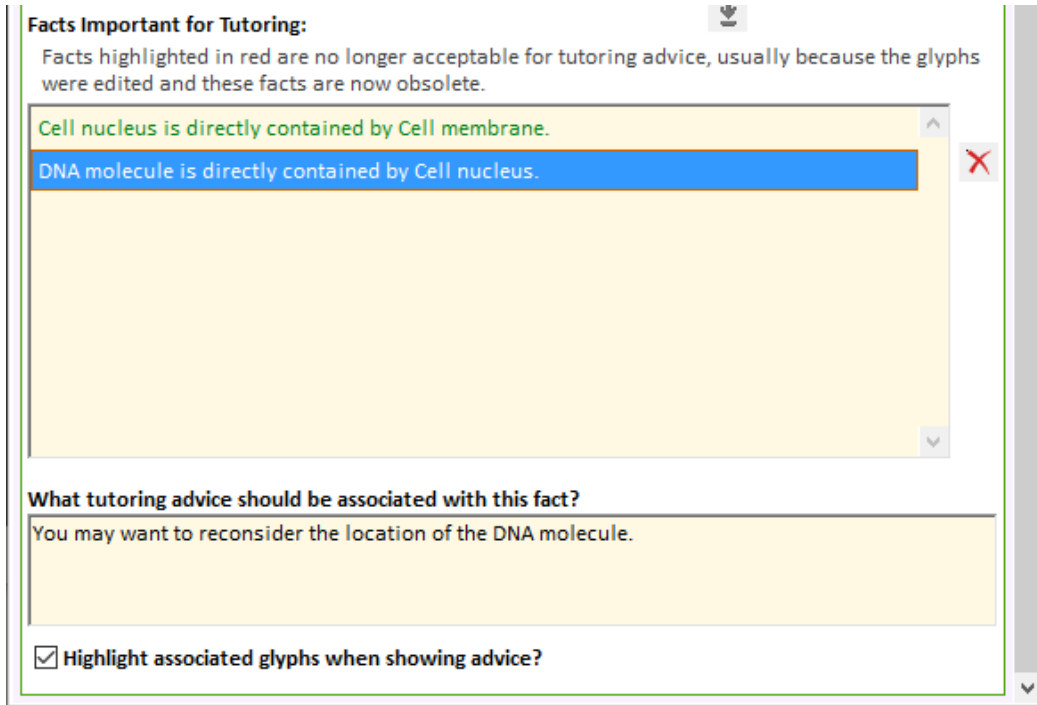 Facts Important for Tutoring:
Facts highlighted in red are no longer acceptable for tutoring advice, usually because the glyphs
were edited and these facts are now obsolete.
Cell nucleus is directly contained by Cell membrane.
DNA molecule is directly contained by Cell nucleus.
What tutoring advice should be associated with this fact?
You may want to reconsider the location of the DNA molecule.
Highlight associated glyphs when showing advice?